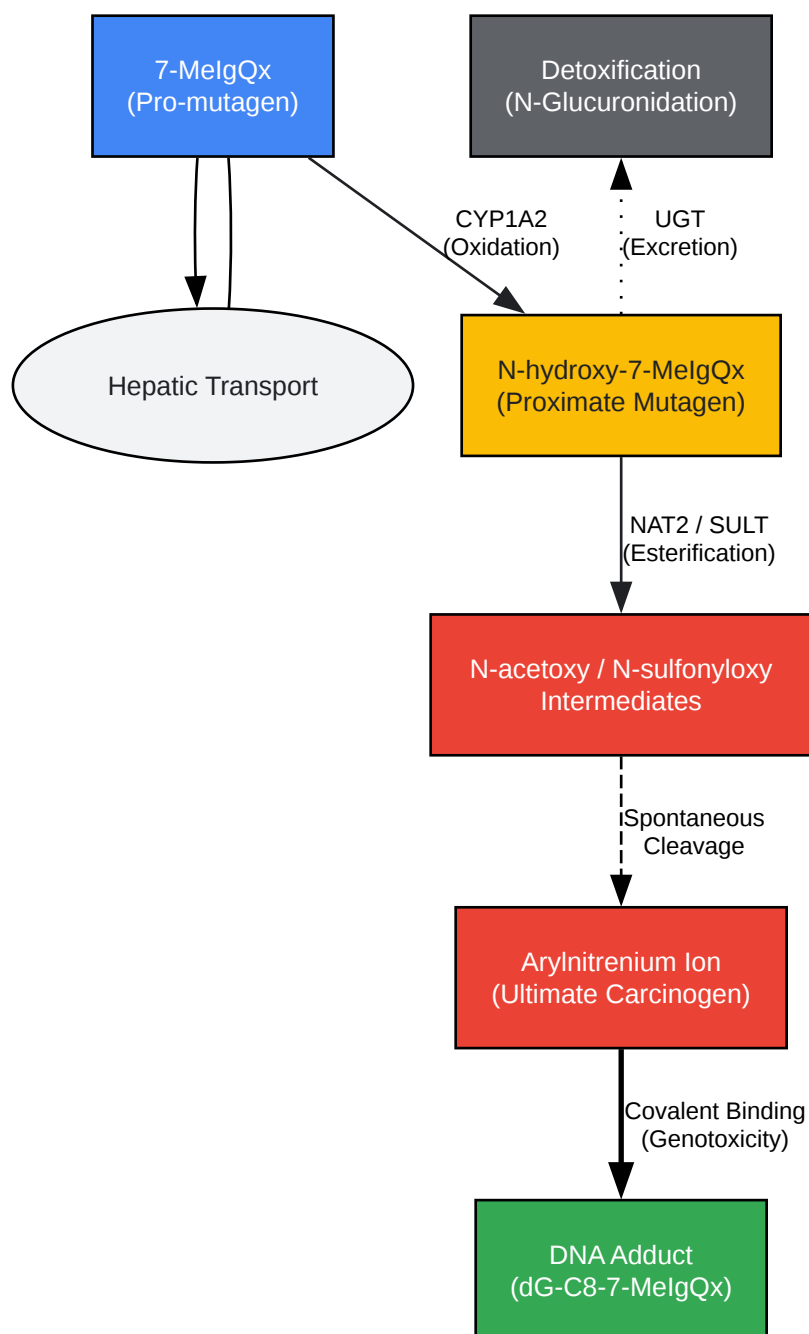 7-MeIgQx
(Pro-mutagen)
Detoxification
(N-Glucuronidation)
CYP1A2
(Oxidation)
UGT
(Excretion)
Hepatic Transport
N-hydroxy-7-MeIgQx
(Proximate Mutagen)
NAT2 / SULT
(Esterification)
N-acetoxy / N-sulfonyloxy
Intermediates
Spontaneous
Cleavage
Arylnitrenium Ion
(Ultimate Carcinogen)
Covalent Binding
(Genotoxicity)
DNA Adduct
(dG-C8-7-MeIgQx)